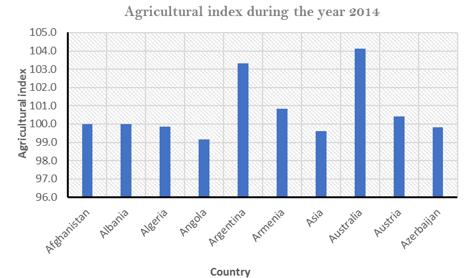 Agricultural index during the year 2014
Agricultural index
105.0
104.0
103.0
102.0
101.0
100.0
99.0
98.0
97.0
96.0
Afghanistan
Albania
Algeria
Angola
Argentina
Armenia
Asia
Australia
Austria
Azerbaijan
Country